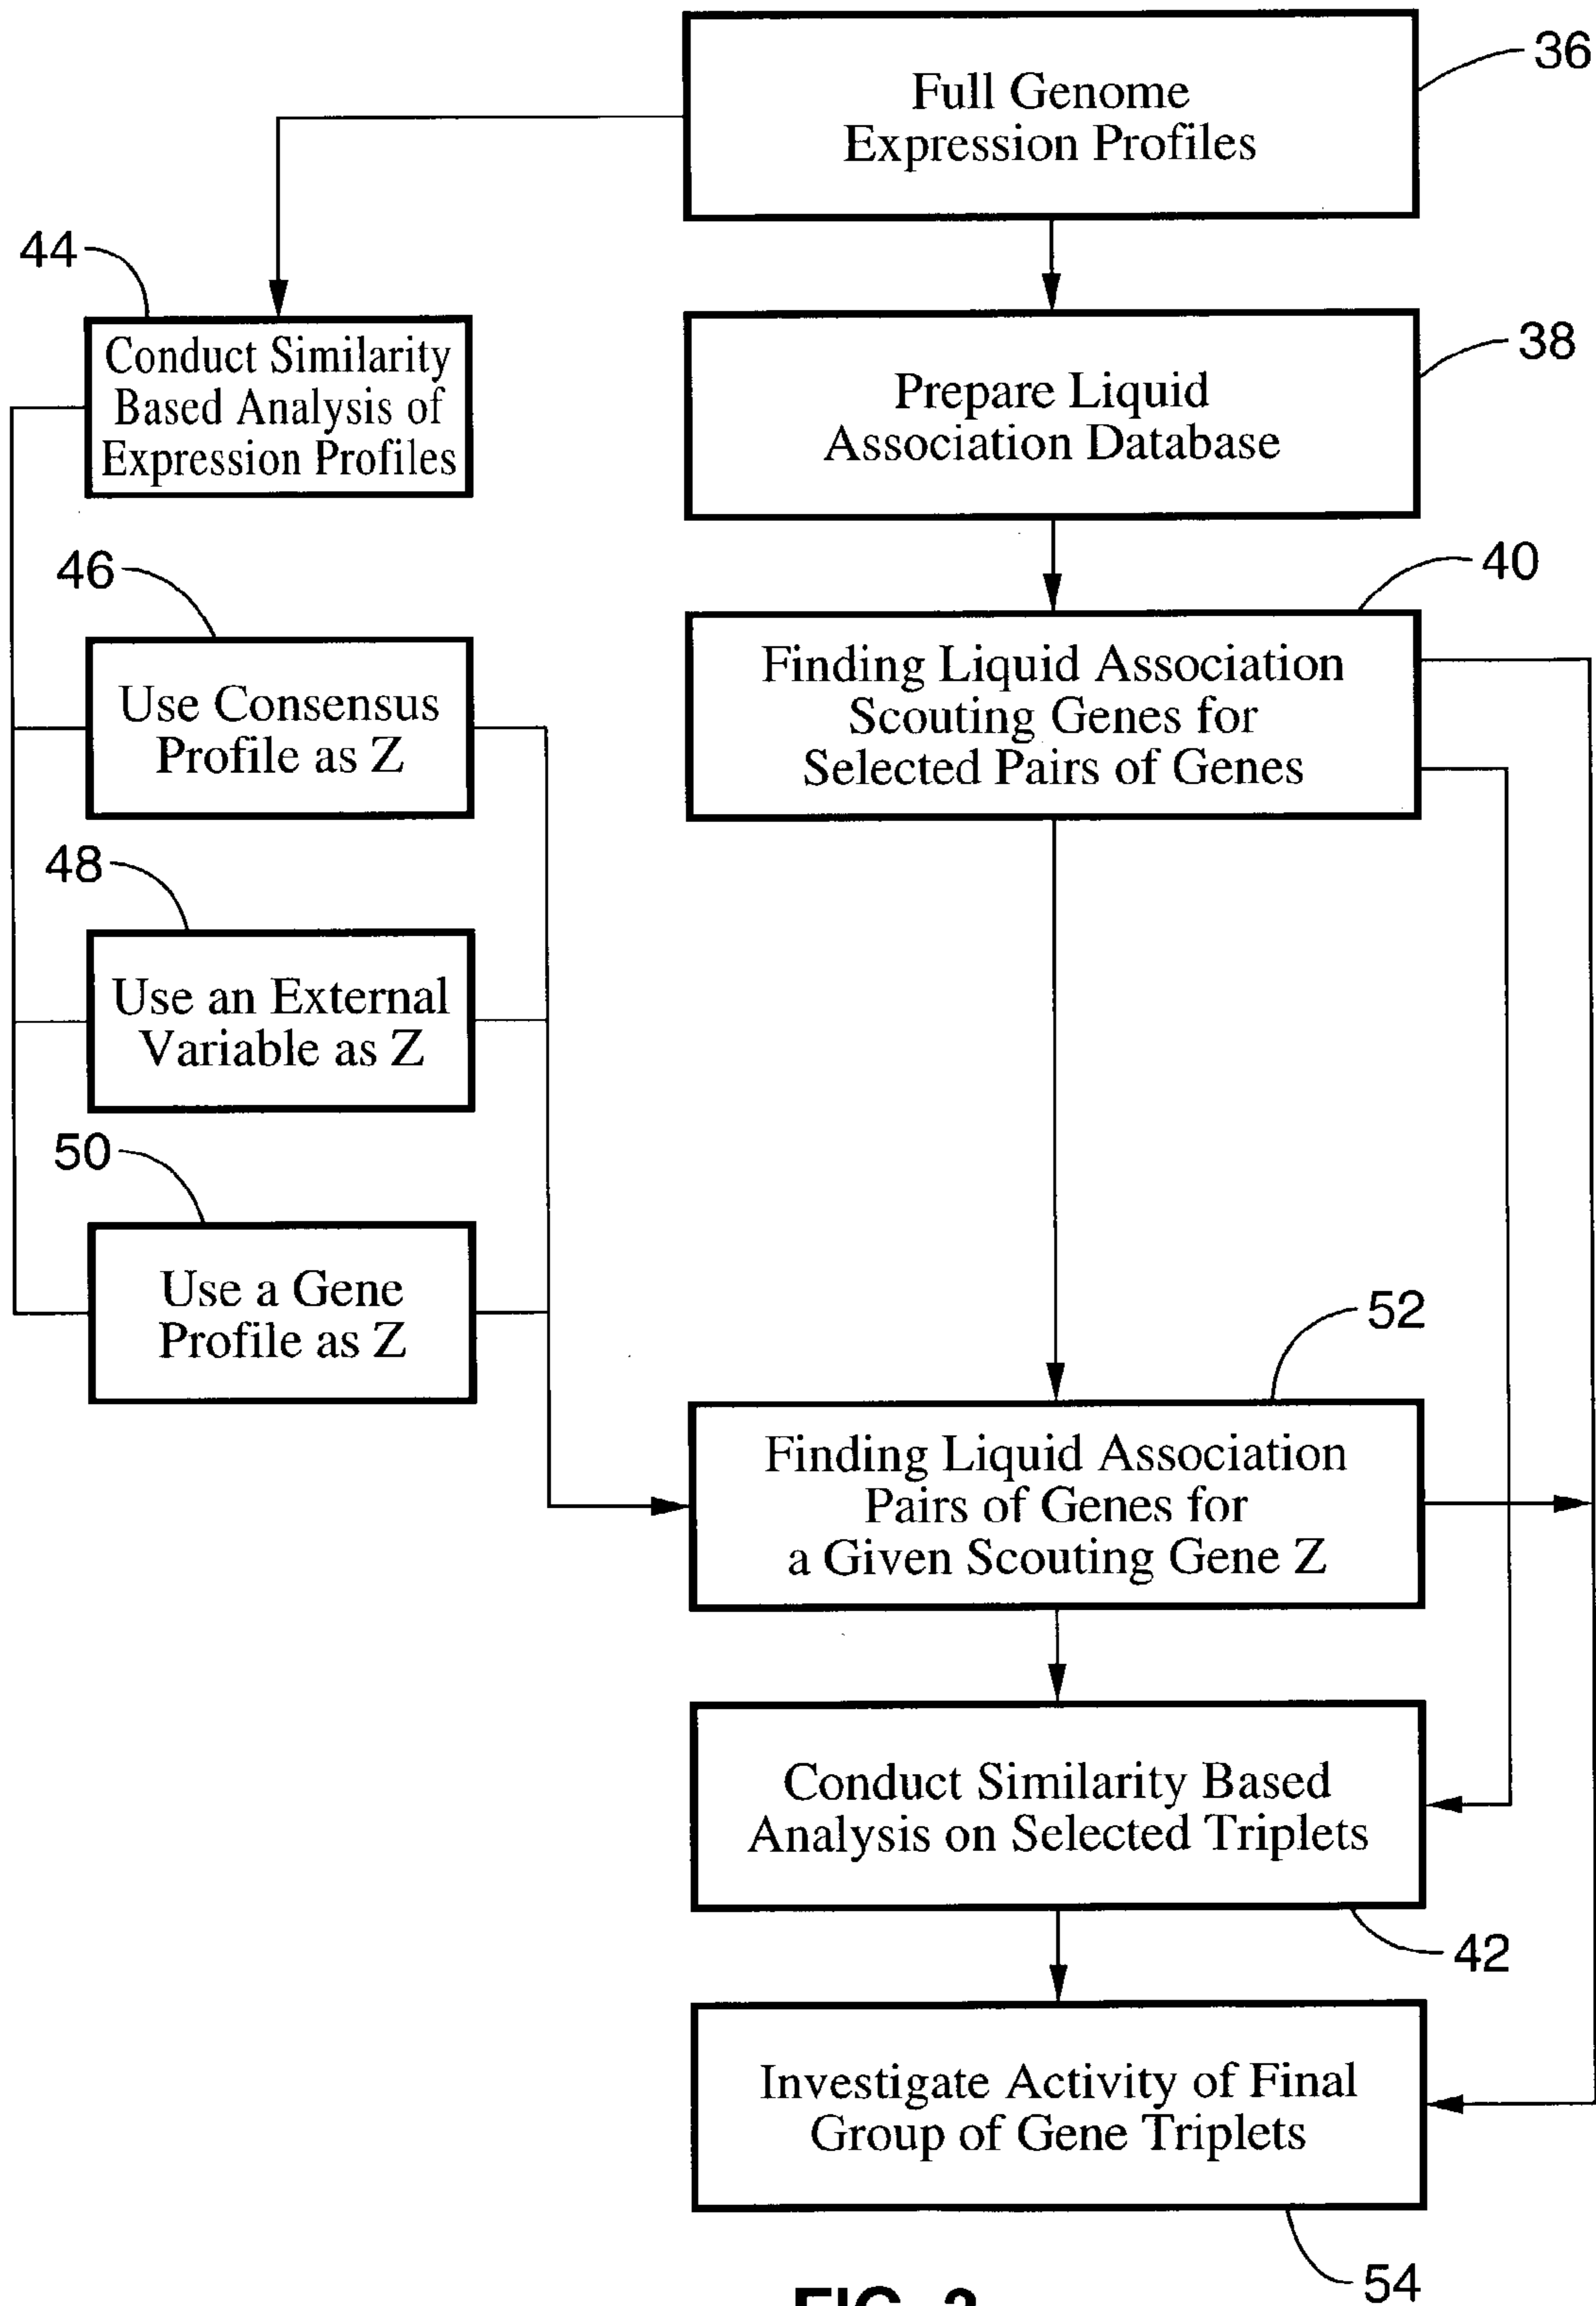 36
Full Genome
Expression Profiles
44
Conduct Similarity
Based Analysis of
Expression Profiles
38
Prepare Liquid
Association Database
46
Use Consensus
Profile as Z
40
Finding Liquid Association
Scouting Genes for
Selected Pairs of Genes
48
Use an External
Variable as Z
50
Use a Gene
Profile as Z
52
Finding Liquid Association
Pairs of Genes for
a Given Scouting Gene Z
Conduct Similarity Based
Analysis on Selected Triplets
42
Investigate Activity of Final
Group of Gene Triplets
54